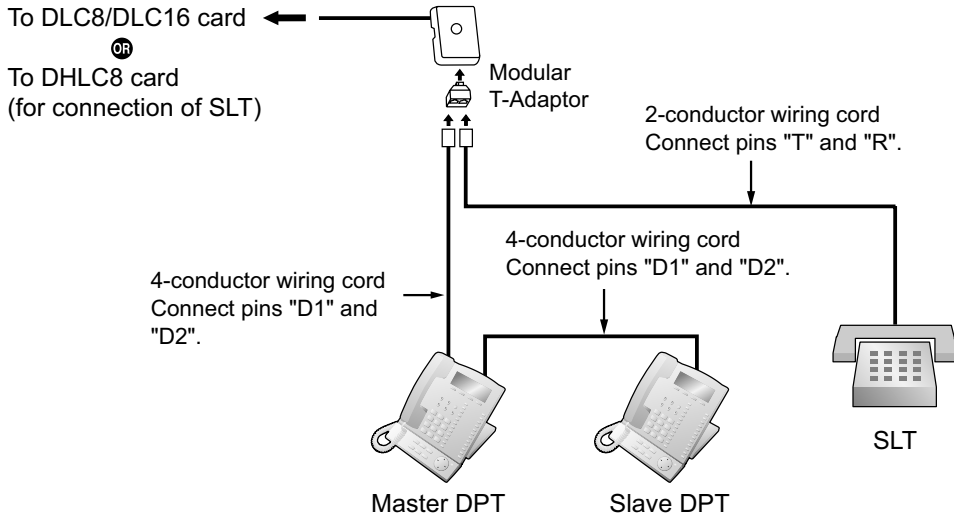 To DLC8/DLC16 card
OR
To DHLC8 card
(for connection of SLT)
Modular
T-Adaptor
2-conductor wiring cord
Connect pins "T" and "R".
4-conductor wiring cord
Connect pins "D1" and "D2".
4-conductor wiring cord
Connect pins "D1" and
"D2".
SLT
Master DPT
Slave DPT